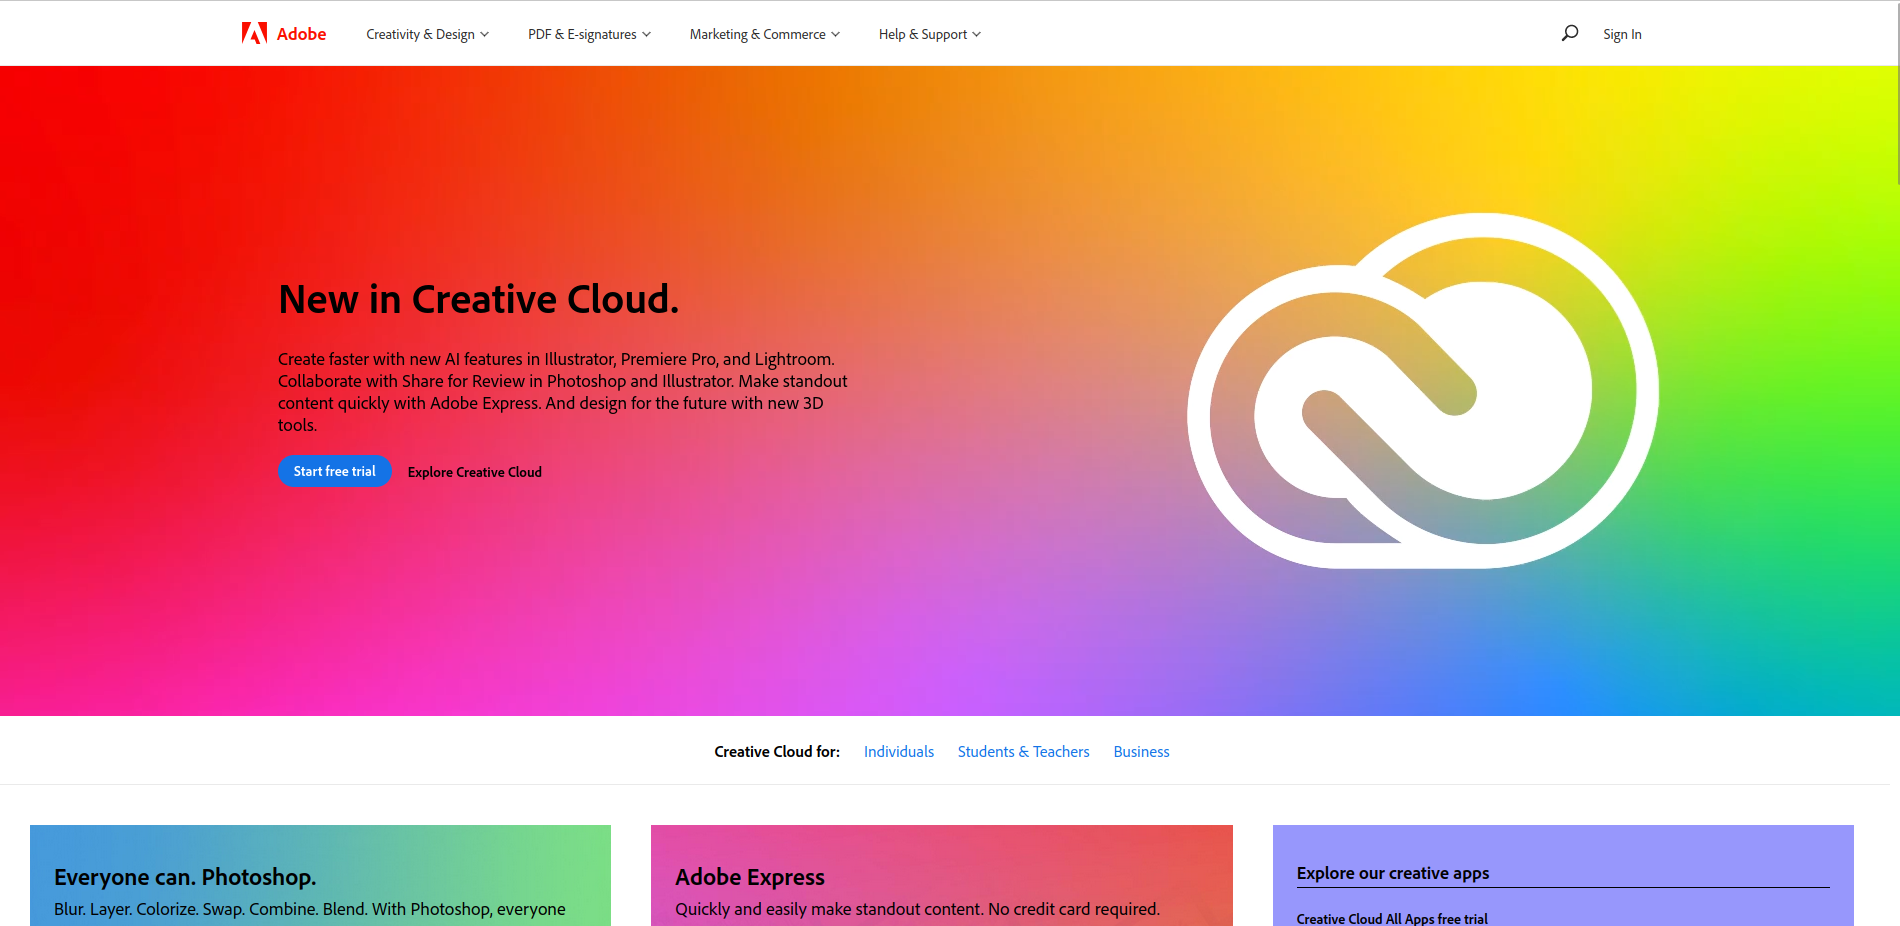 Adobe
Creativity & Design
PDF & E-signatures
Marketing & Commerce
Help & Support
Sign In
New in Creative Cloud.
Create faster with new AI features in Illustrator, Premiere Pro, and Lightroom.
Collaborate with Share for Review in Photoshop and Illustrator. Make standout
content quickly with Adobe Express. And design for the future with new 3D
tools.
Start free trial
Explore Creative Cloud
Creative Cloud for:
Individuals
Students & Teachers
Business
Everyone can. Photoshop.
Blur. Layer. Colorize. Swap. Combine. Blend. With Photoshop, everyone
Adobe Express
Quickly and easily make standout content. No credit card required.
Explore our creative apps
Creative Cloud All Apps free trial